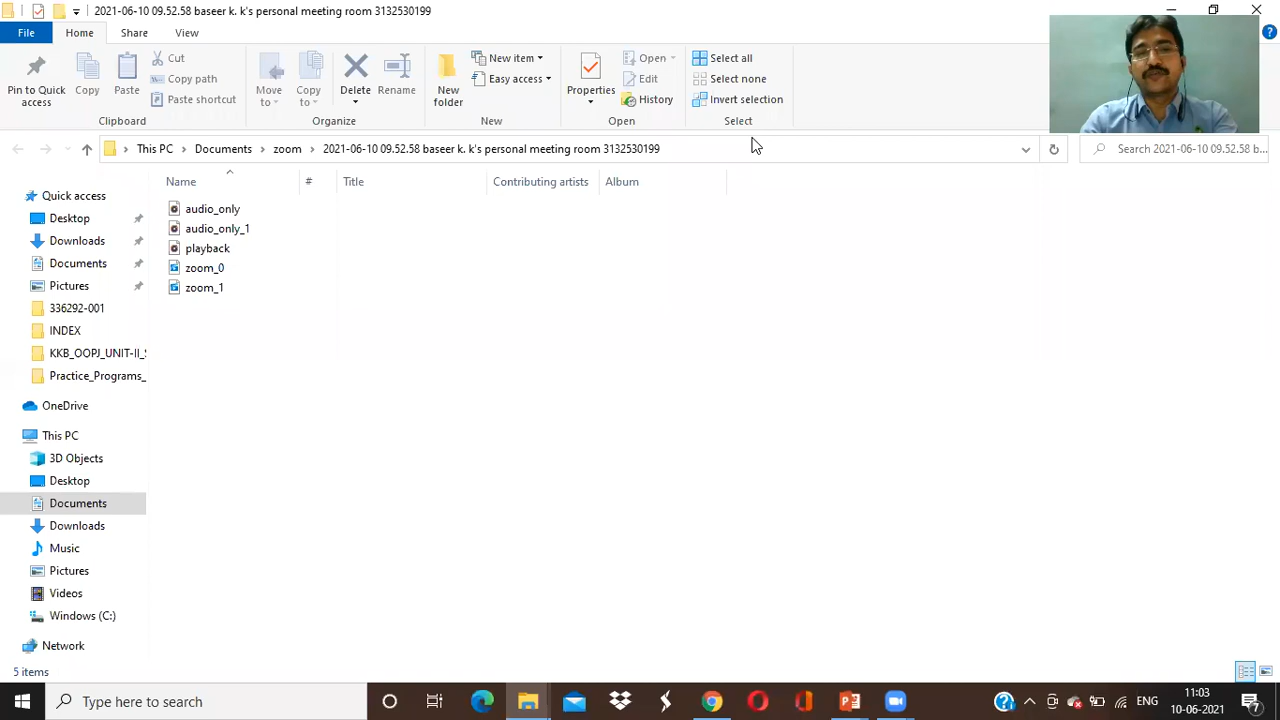 2021-06-10 09.52.58 baseer k. k's personal meeting room 3132530199
File Home Share View
Pin to Quick access
Copy
Paste
Cut
Copy path
Paste shortcut
Clipboard
Move to
Copy to
Delete
Rename
Organize
New folder
New item
Easy access
New
Properties
Open
Edit
History
Open
Select all
Select none
Invert selection
Select
This PC Documents zoom 2021-06-10 09.52.58 baseer k. k's personal meeting room 3132530199
Search 2021-06-10 09.52.58 b...
Name # Title Contributing artists Album
audio_only
audio_only_1
playback
zoom_0
zoom_1
Quick access
Desktop
Downloads
Documents
Pictures
336292-001
INDEX
KKB_OOPJ_UNIT-II_S
Practice_Programs_
OneDrive
This PC
3D Objects
Desktop
Documents
Downloads
Music
Pictures
Videos
Windows (C:)
Network
5 items
Type here to search
ENG
11:03
10-06-2021
7